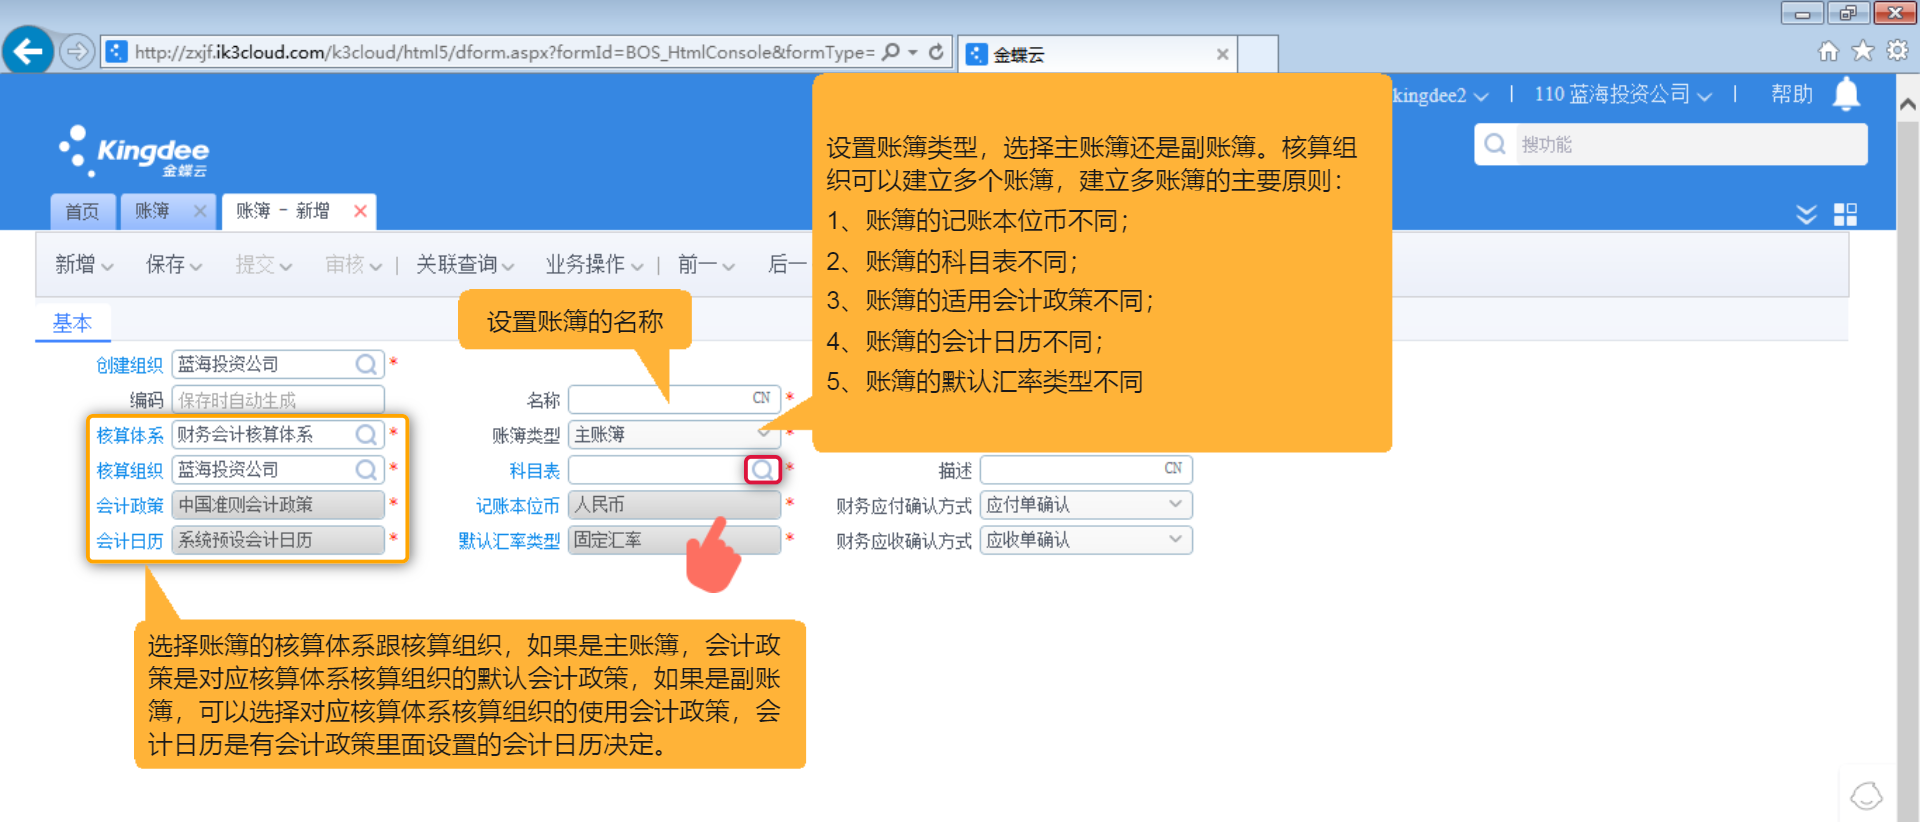 http://zxjf.ik3cloud.com/k3cloud/html5/dform.aspx?formId=BOS_HtmlConsole&formType=
金蝶云
kingdee2
110 蓝海投资公司
帮助
Kingdee
金蝶云
搜功能
首页
账簿
账簿 - 新增
新增
保存
提交
审核
关联查询
业务操作
前一
后一
基本
设置账簿的名称
设置账簿类型，选择主账簿还是副账簿。核算组
织可以建立多个账簿，建立多账簿的主要原则：
1、账簿的记账本位币不同；
2、账簿的科目表不同；
3、账簿的适用会计政策不同；
4、账簿的会计日历不同；
5、账簿的默认汇率类型不同
创建组织 蓝海投资公司 *
编码 保存时自动生成
名称 CN *
核算体系 财务会计核算体系 *
账簿类型 主账簿 *
核算组织 蓝海投资公司 *
科目表 *
描述 CN
会计政策 中国准则会计政策 *
记账本位币 人民币 *
财务应付确认方式 应付单确认
会计日历 系统预设会计日历 *
默认汇率类型 固定汇率 *
财务应收确认方式 应收单确认
选择账簿的核算体系跟核算组织，如果是主账簿，会计政
策是对应核算体系核算组织的默认会计政策，如果是副账
簿，可以选择对应核算体系核算组织的使用会计政策，会
计日历是有会计政策里面设置的会计日历决定。